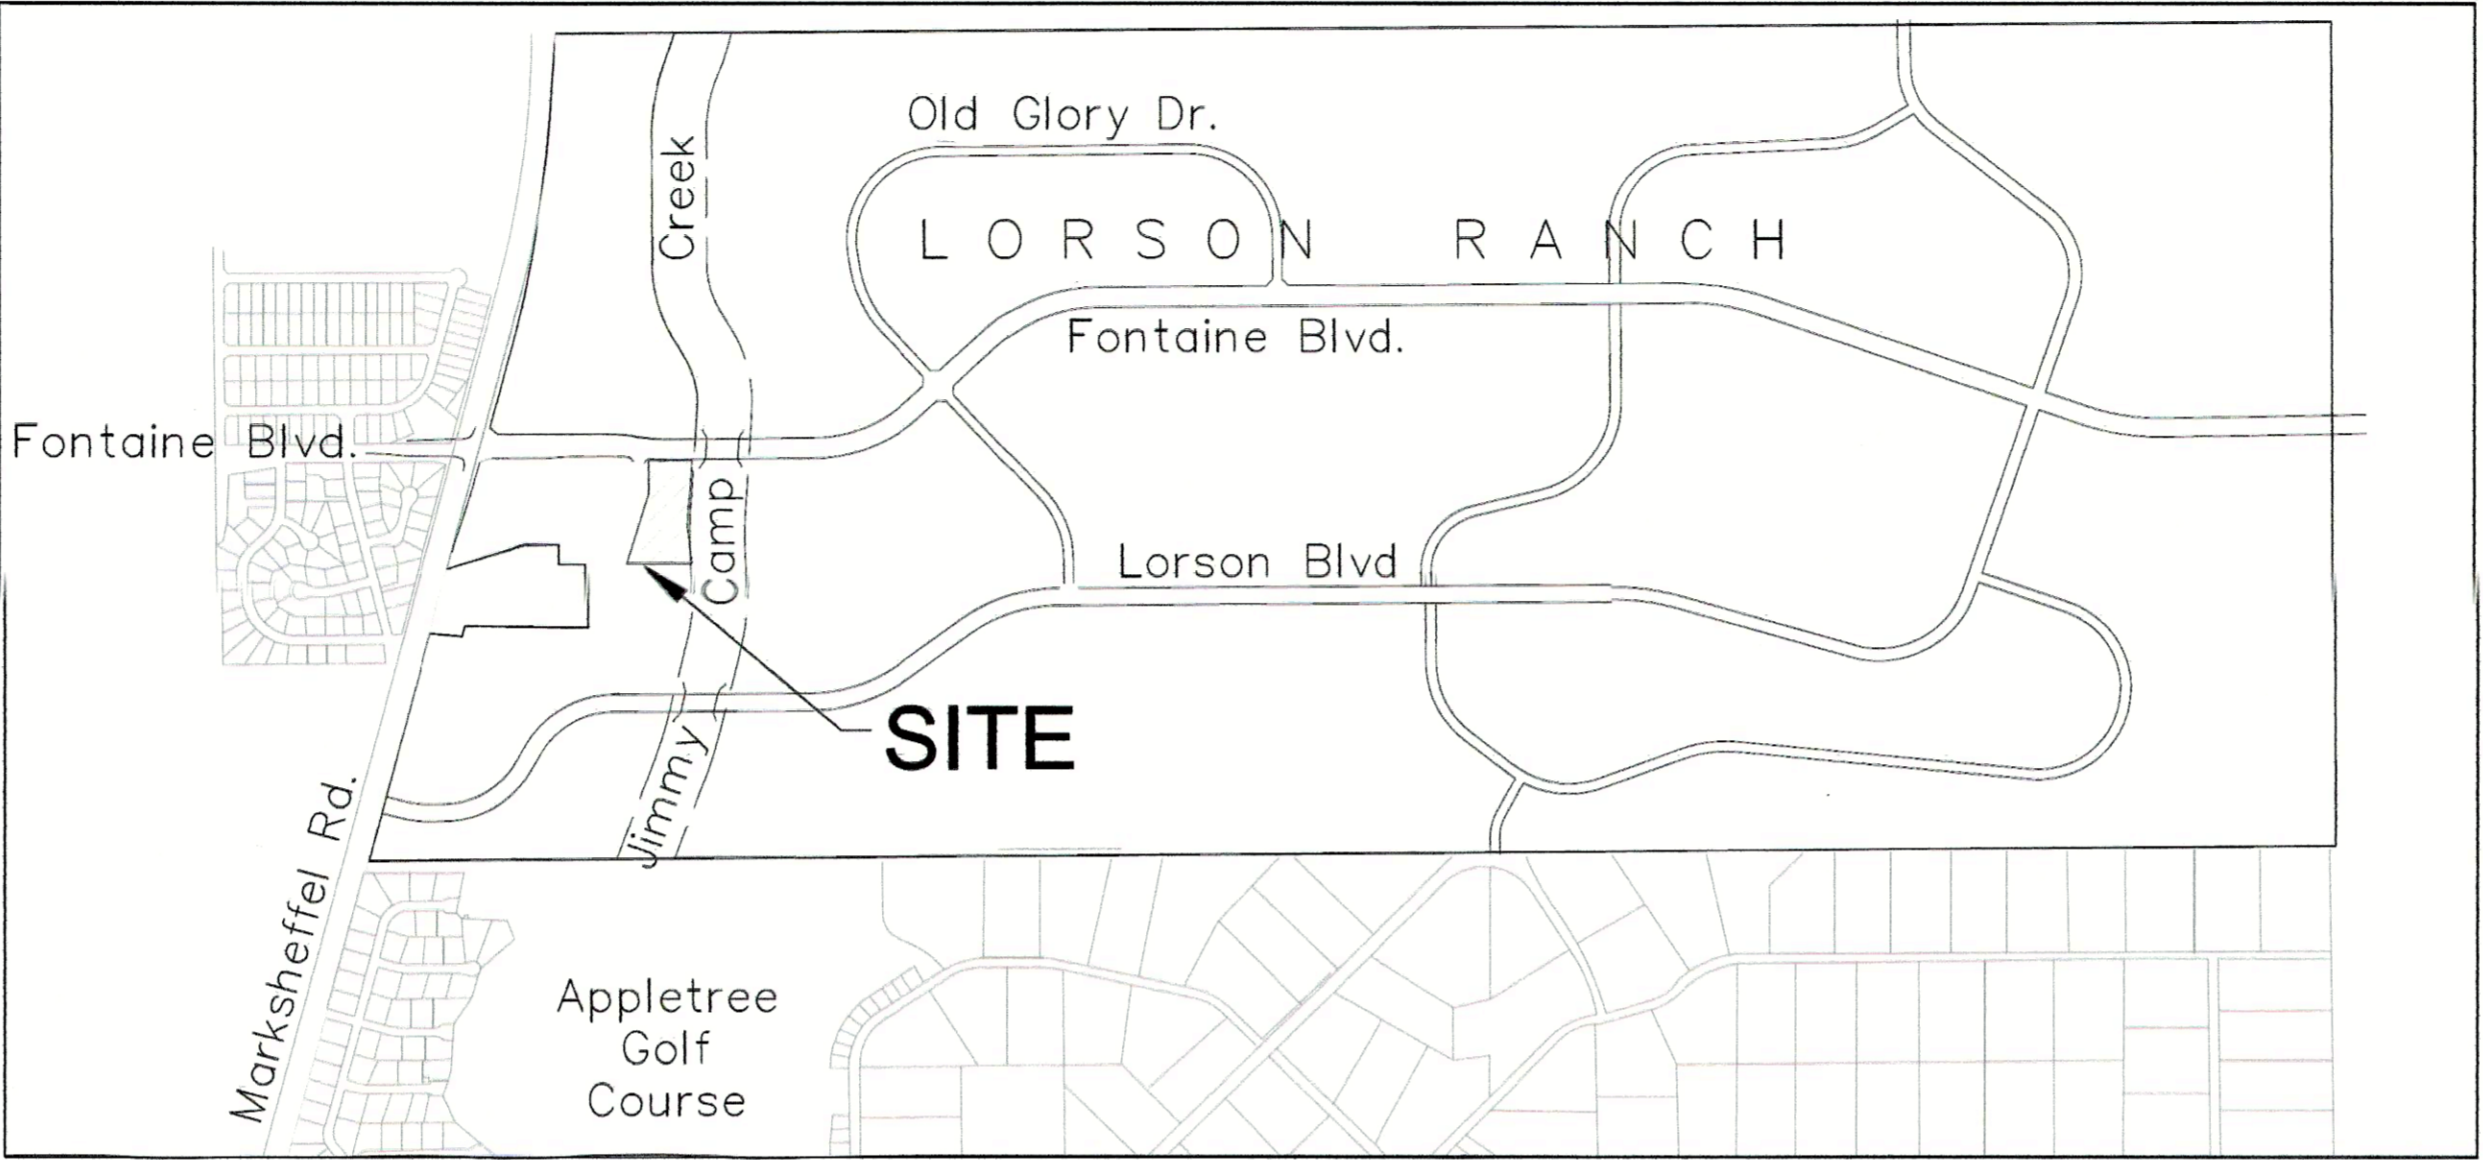 Old Glory Dr.
Creek
LORSON RANCH
Fontaine Blvd.
Fontaine Blvd.
Camp
Lorson Blvd
SITE
Jimmy
Marksheffel Rd.
Appletree
Golf
Course